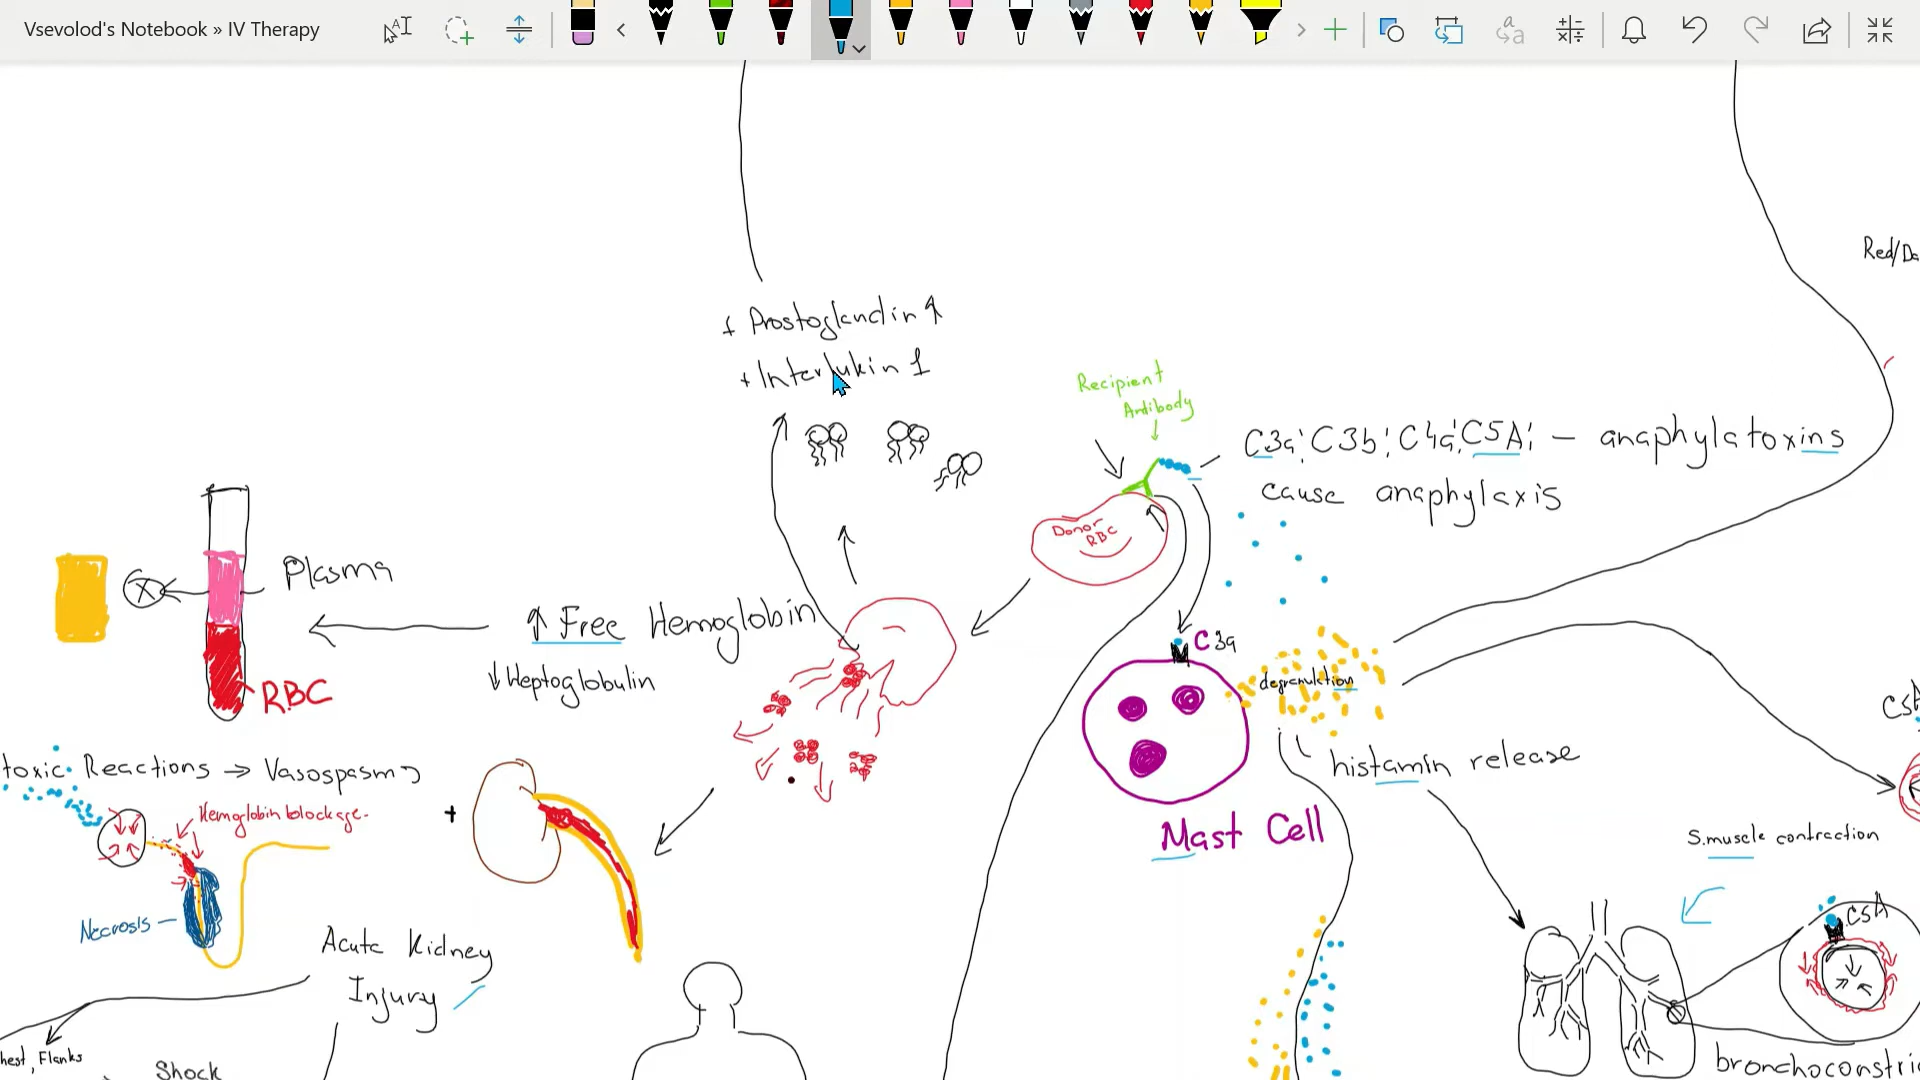 Vsevolod's Notebook » IV Therapy
Red/Da
+ Prostoglandin ↑
+ Interlukin 1
Recipient
Antibody
C3a; C3b; C4a; C5A; – anaphylatoxins
cause anaphylaxis
Donor
RBC
Plasma
↑ Free Hemoglobin
↓ Heptoglobulin
RBC
C3a
degranulation
histamin release
Mast Cell
toxic Reactions → Vasospasm
Hemoglobin blockage.
Necrosis
+
Acute Kidney
Injury
S.muscle contraction
C5A
C5A
hest, Flanks
Shock
bronchoconstri